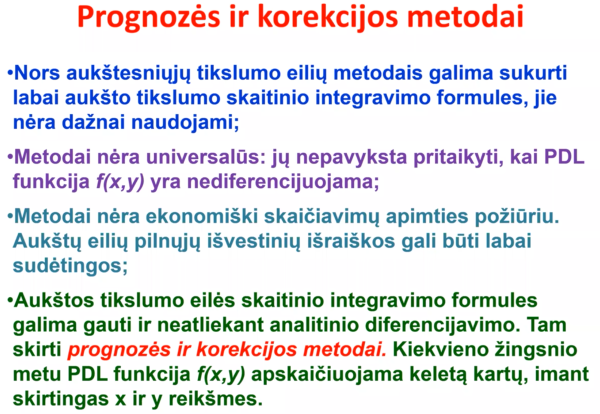 Prognozės ir korekcijos metodai
•Nors aukštesniųjų tikslumo eilių metodais galima sukurti
labai aukšto tikslumo skaitinio integravimo formules, jie
nėra dažnai naudojami;
•Metodai nėra universalūs: jų nepavyksta pritaikyti, kai PDL
funkcija f(x,y) yra nediferencijuojama;
•Metodai nėra ekonomiški skaičiavimų apimties požiūriu.
Aukštų eilių pilnųjų išvestinių išraiškos gali būti labai
sudėtingos;
•Aukštos tikslumo eilės skaitinio integravimo formules
galima gauti ir neatliekant analitinio diferencijavimo. Tam
skirti prognozės ir korekcijos metodai. Kiekvieno žingsnio
metu PDL funkcija f(x,y) apskaičiuojama keletą kartų, imant
skirtingas x ir y reikšmes.